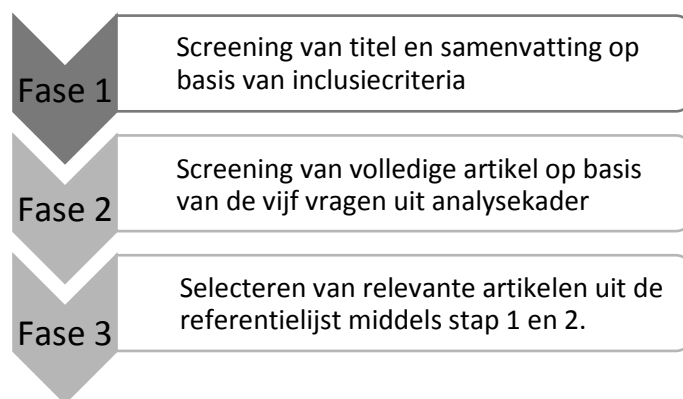 Fase 1
Screening van titel en samenvatting op
basis van inclusiecriteria
Fase 2
Screening van volledige artikel op basis
van de vijf vragen uit analysekader
Fase 3
Selecteren van relevante artikelen uit de
referentielijst middels stap 1 en 2.